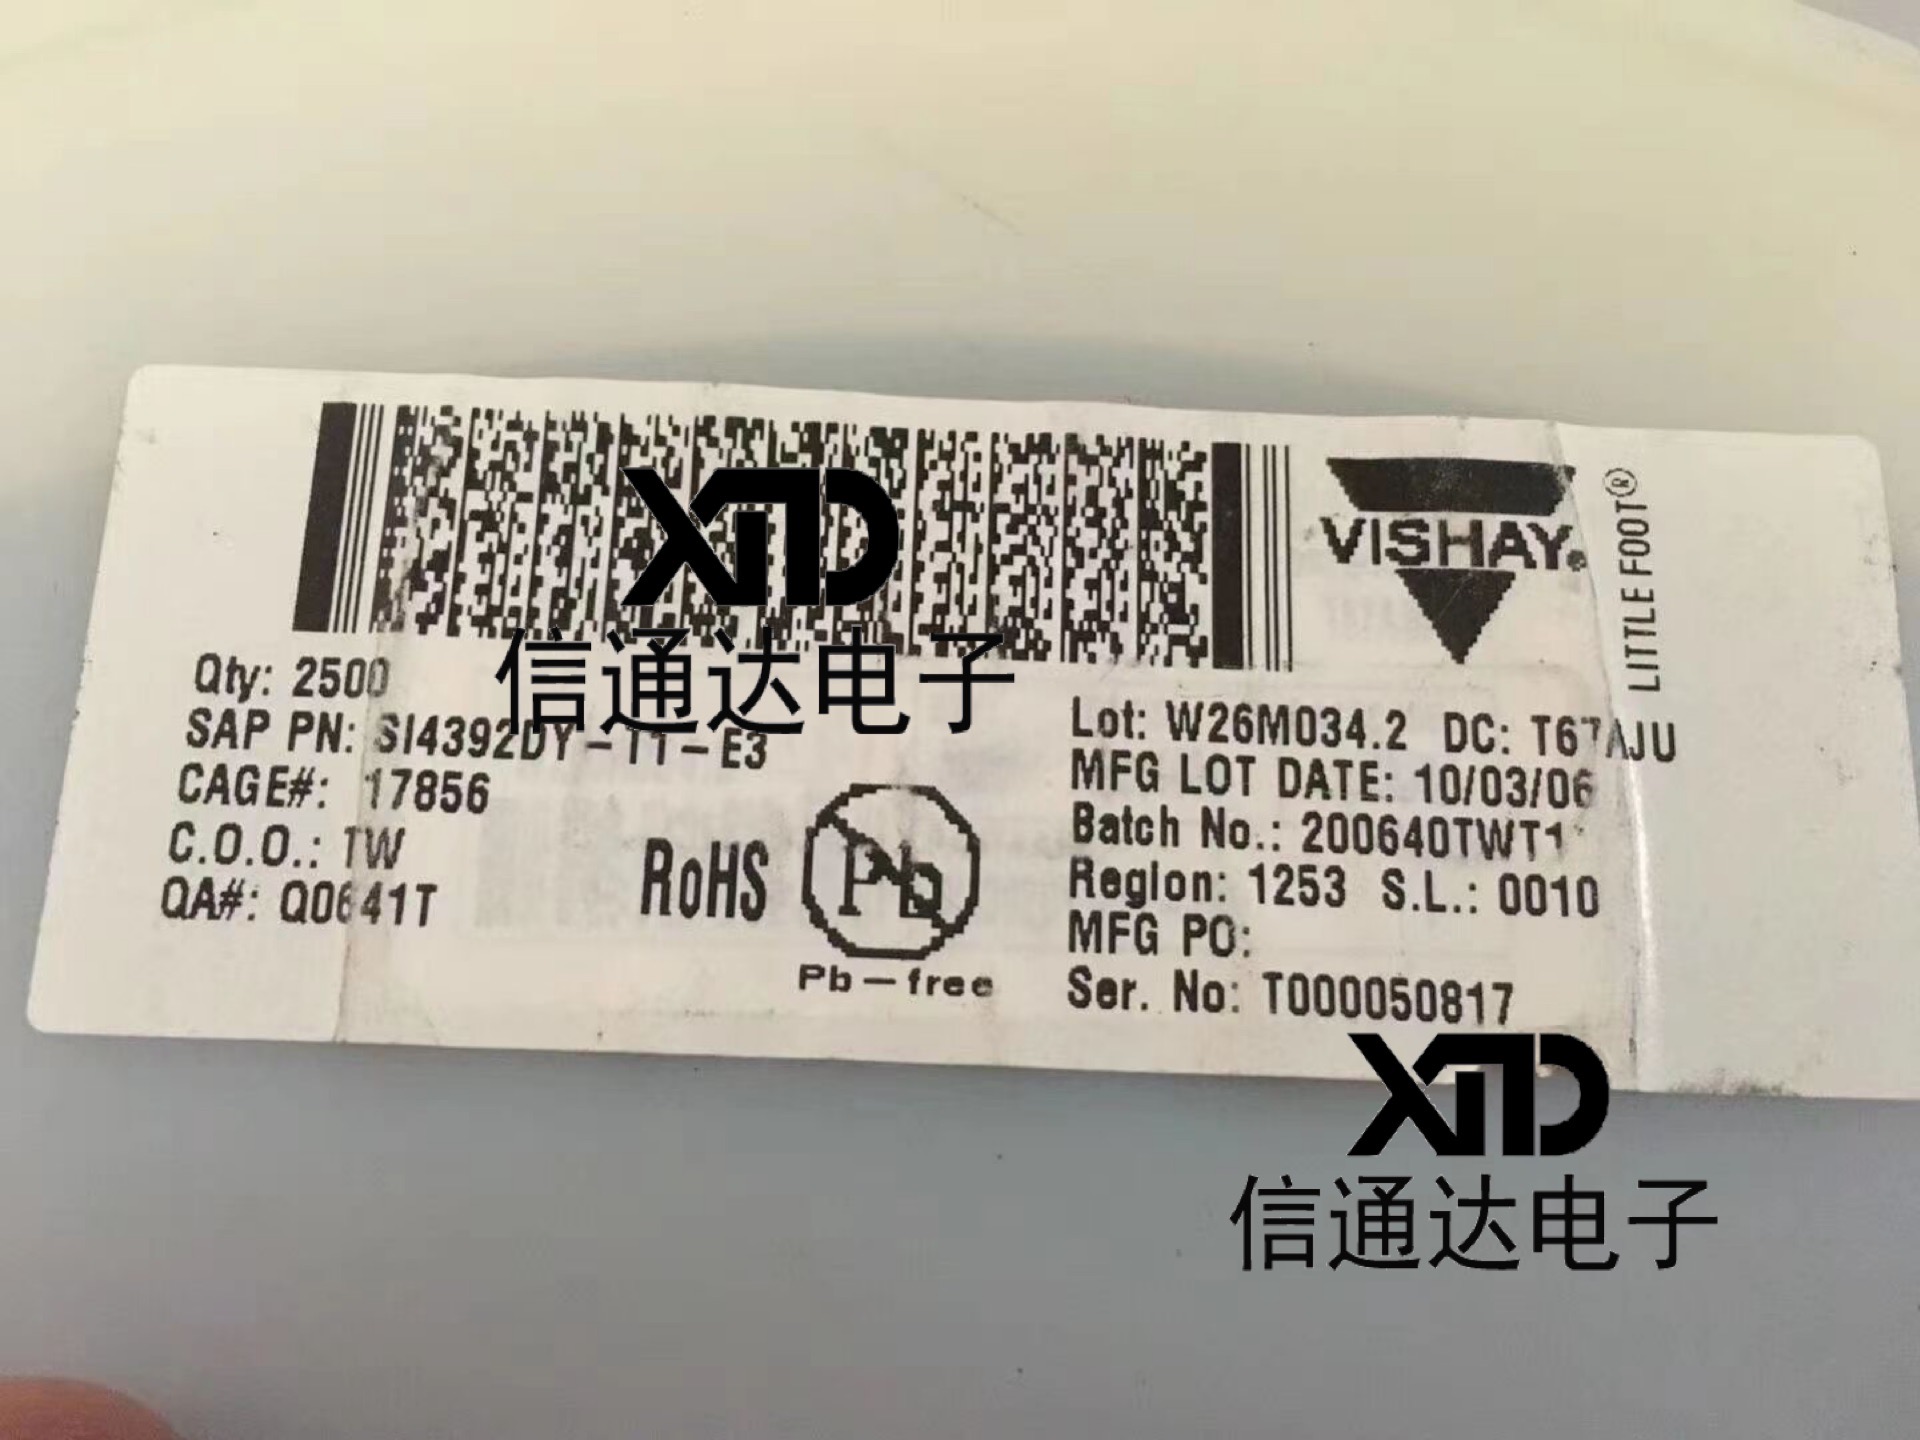 XTD
信通达电子
VISHAY®
LITTLE FOOT®
Qty: 2500
SAP PN: SI4392DY-T1-E3
CAGE#: 17856
C.O.O.: TW
QA#: Q0641T
RoHS
Pb
Pb-free
Lot: W26M034.2 DC: T67AJU
MFG LOT DATE: 10/03/06
Batch No.: 200640TWT1
Region: 1253 S.L.: 0010
MFG PO:
Ser. No: T000050817
XTD
信通达电子